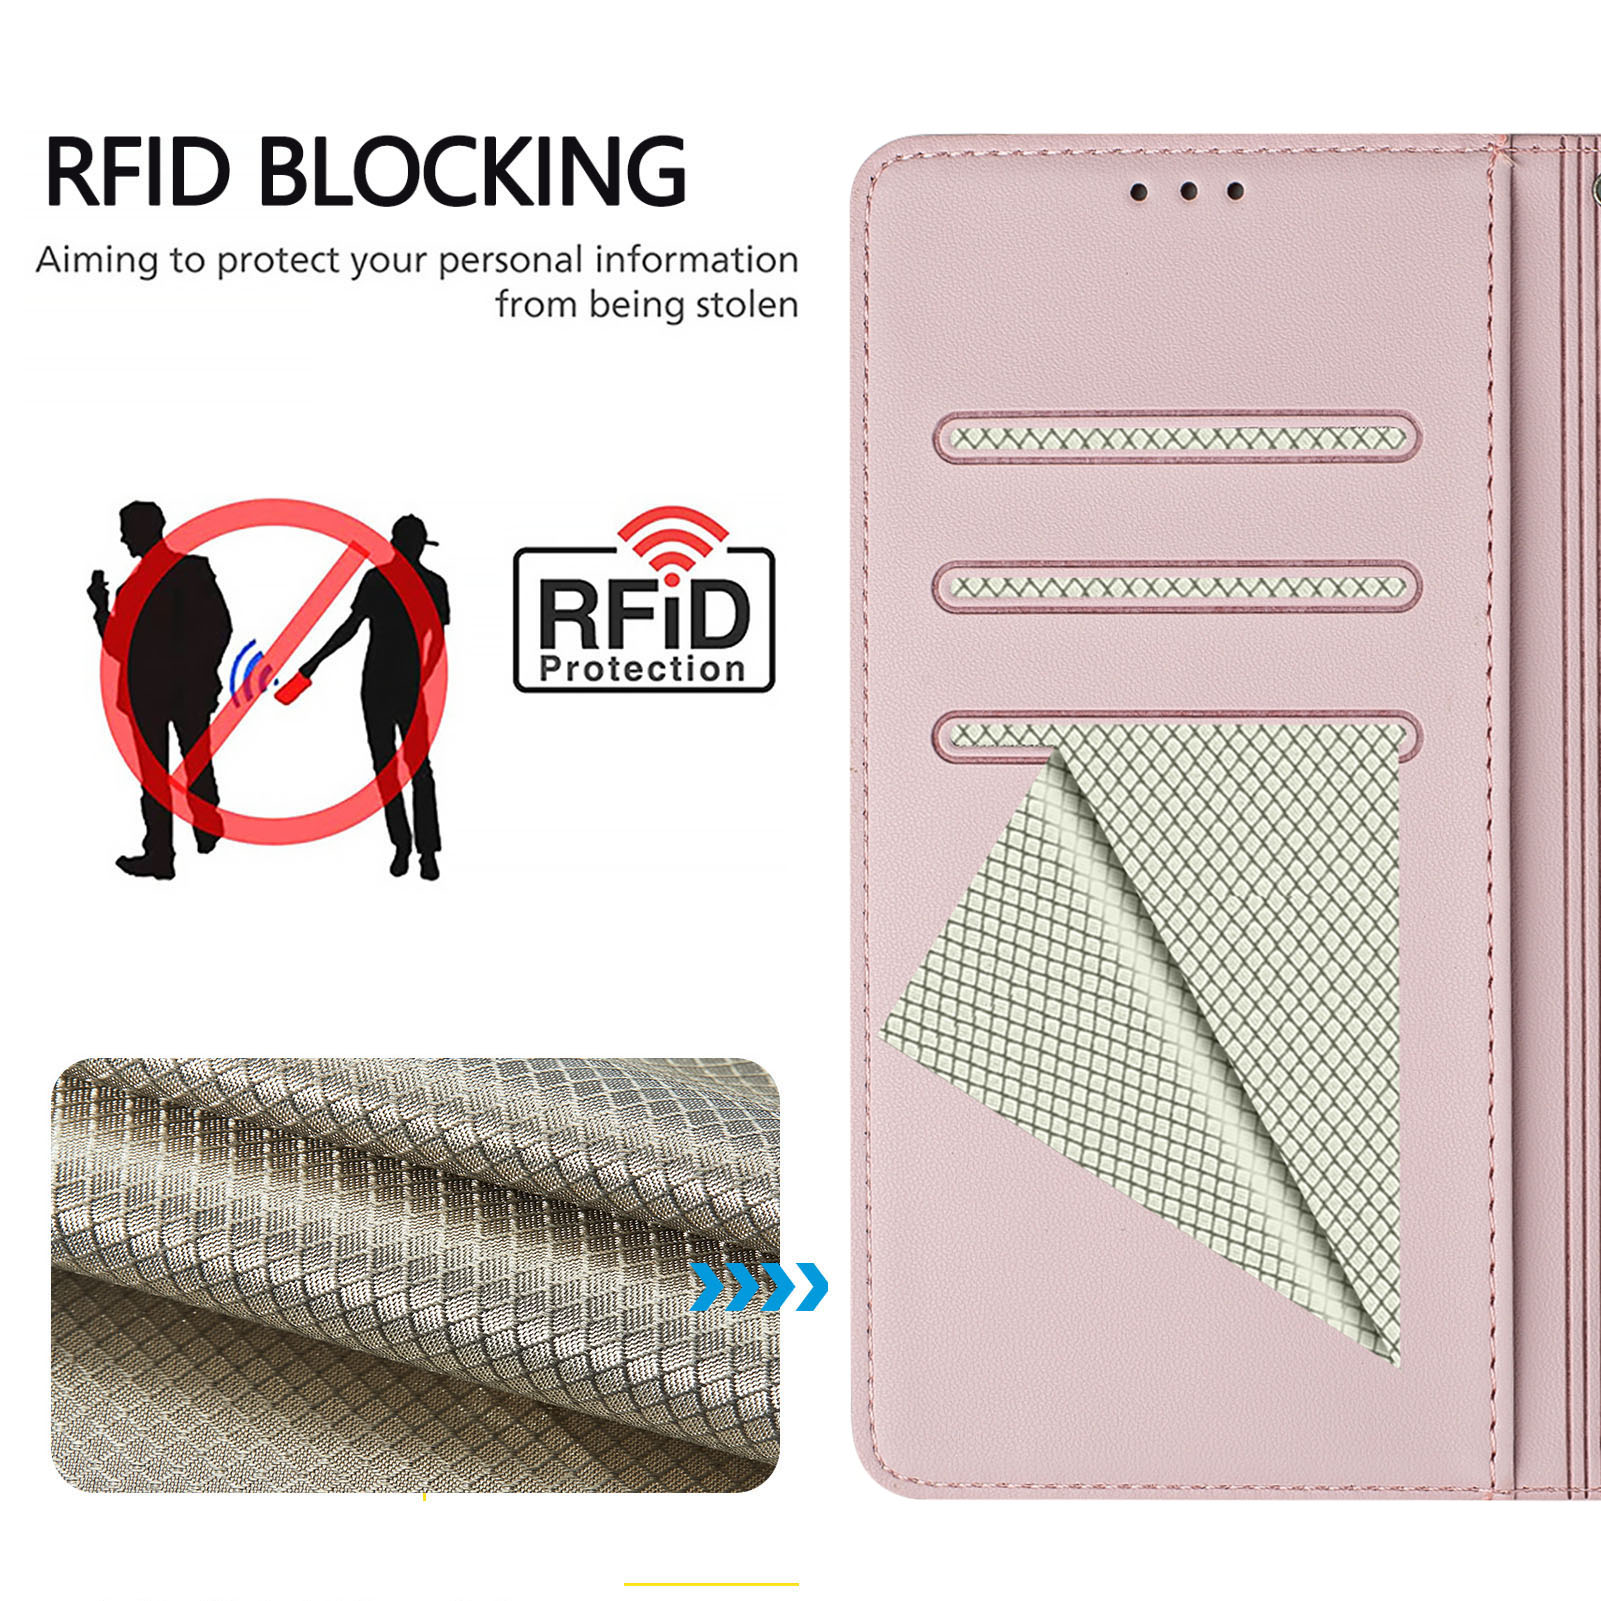 RFID BLOCKING
Aiming to protect your personal information
from being stolen
RFiD
Protection